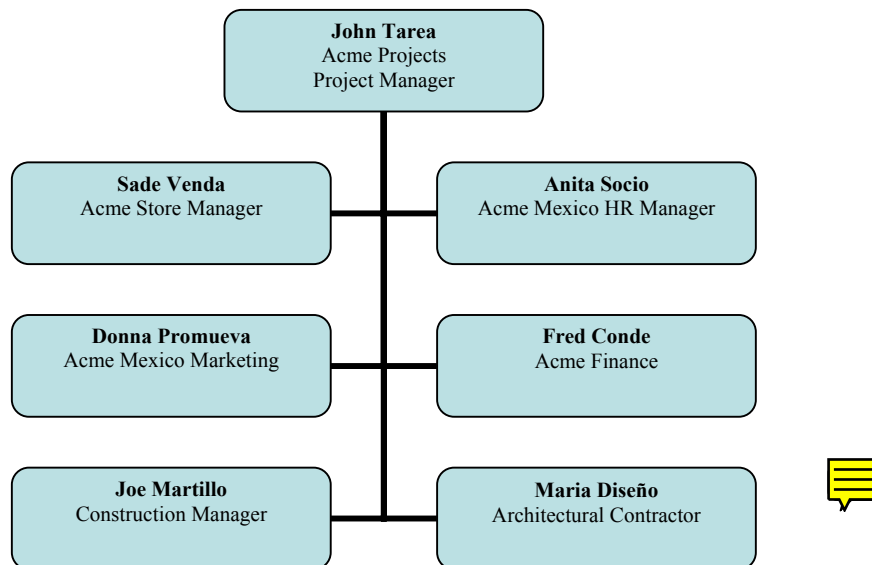 John Tarea
Acme Projects
Project Manager
Sade Venda
Acme Store Manager
Anita Socio
Acme Mexico HR Manager
Donna Promueva
Acme Mexico Marketing
Fred Conde
Acme Finance
Joe Martillo
Construction Manager
Maria Diseño
Architectural Contractor